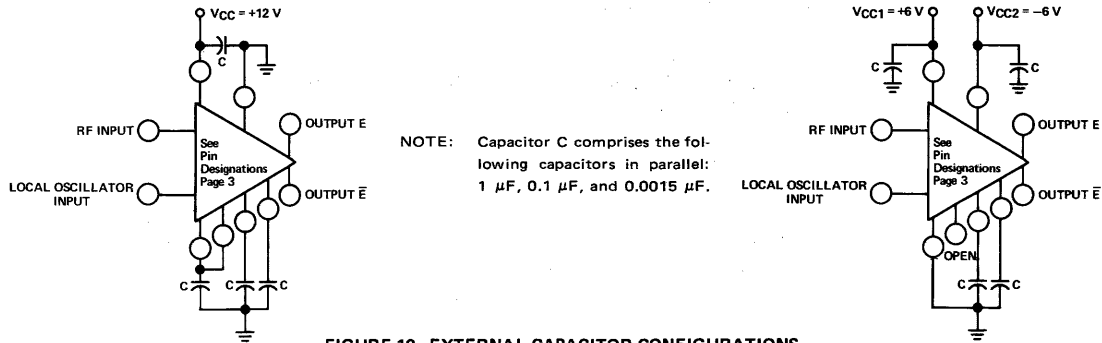 VCC = +12 V
C
RF INPUT
LOCAL OSCILLATOR
INPUT
See
Pin
Designations
Page 3
OUTPUT E
OUTPUT E̅
C
C
C
NOTE: Capacitor C comprises the fol-
lowing capacitors in parallel:
1 µF, 0.1 µF, and 0.0015 µF.
VCC1 = +6 V
VCC2 = −6 V
C
C
RF INPUT
LOCAL OSCILLATOR
INPUT
See
Pin
Designations
Page 3
OUTPUT E
OUTPUT E̅
OPEN
C
C
FIGURE 10–EXTERNAL CAPACITOR CONFIGURATIONS